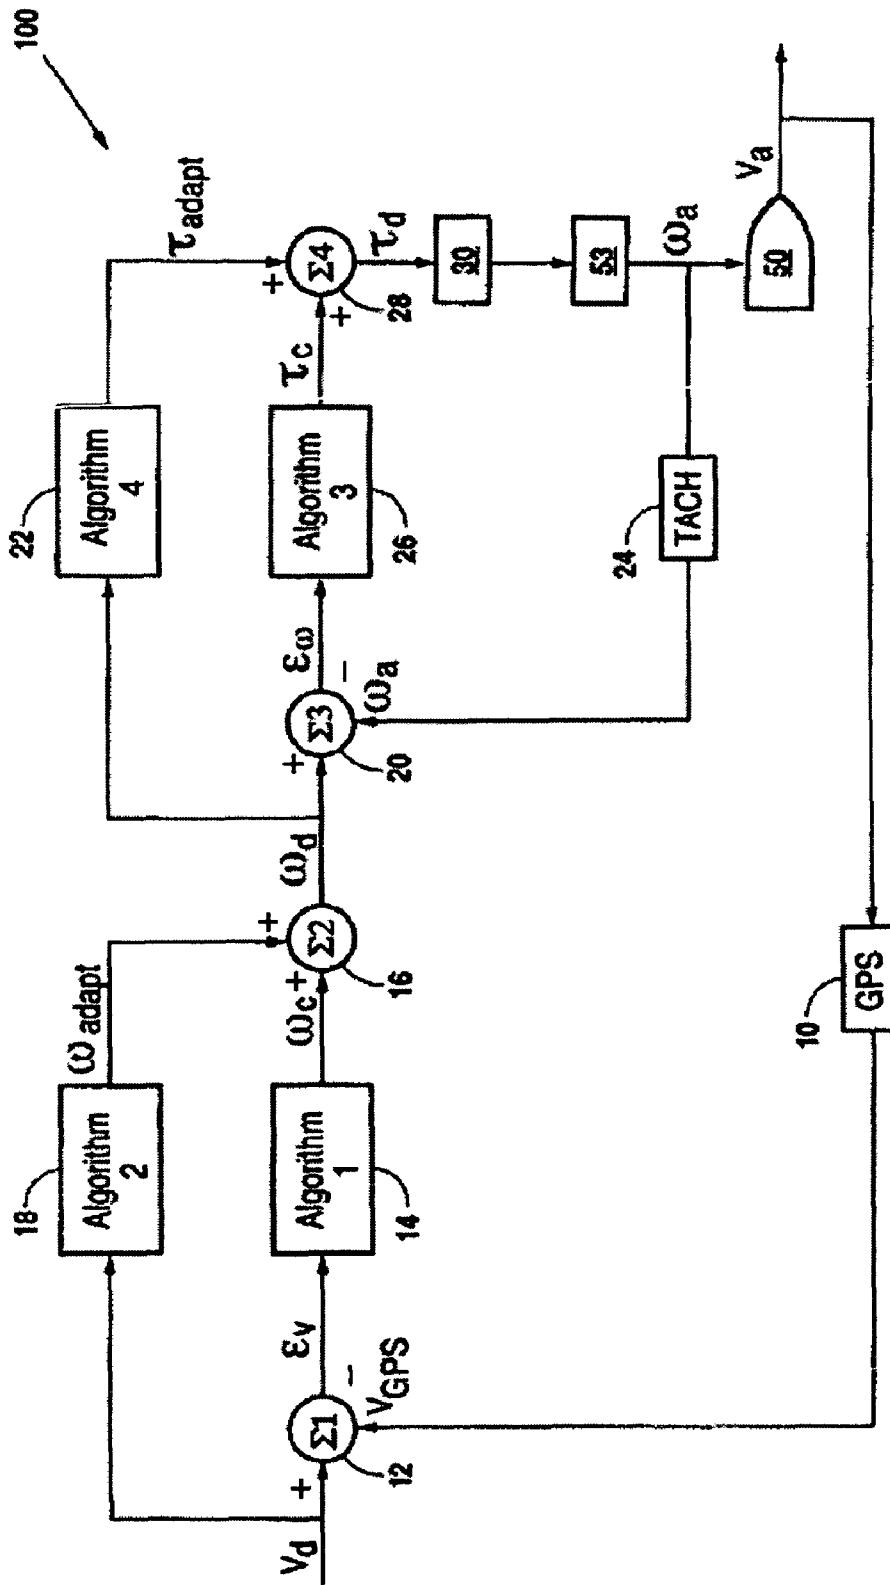 100
τadapt
22
Algorithm
4
ωadapt
18
Algorithm
2
Vd
+
Σ1
12
−
VGPS
εv
Algorithm
1
14
ωc
+
+
Σ2
16
ωd
+
Σ3
20
−
ωa
εω
Algorithm
3
26
τc
+
+
Σ4
28
τd
30
53
ωa
50
Va
24
TACH
10
GPS